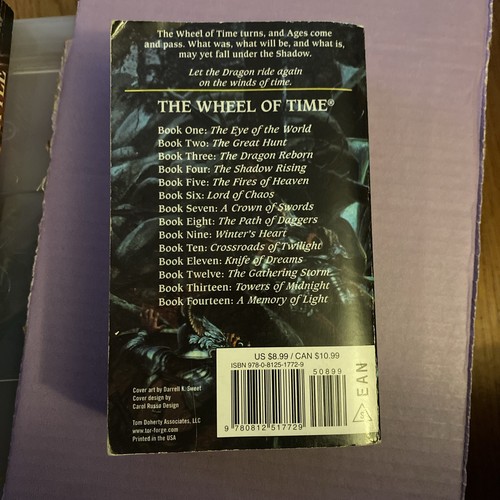 The Wheel of Time turns, and Ages come
and pass. What was, what will be, and what is,
may yet fall under the Shadow.
Let the Dragon ride again
on the winds of time.
THE WHEEL OF TIME®
Book One: The Eye of the World
Book Two: The Great Hunt
Book Three: The Dragon Reborn
Book Four: The Shadow Rising
Book Five: The Fires of Heaven
Book Six: Lord of Chaos
Book Seven: A Crown of Swords
Book Eight: The Path of Daggers
Book Nine: Winter's Heart
Book Ten: Crossroads of Twilight
Book Eleven: Knife of Dreams
Book Twelve: The Gathering Storm
Book Thirteen: Towers of Midnight
Book Fourteen: A Memory of Light
US $8.99 / CAN $10.99
ISBN 978-0-8125-1772-9
50899
EAN
9 780812 517729
Cover art by Darrell K. Sweet
Cover design by
Carol Russo Design
Tom Doherty Associates, LLC
www.tor-forge.com
Printed in the USA